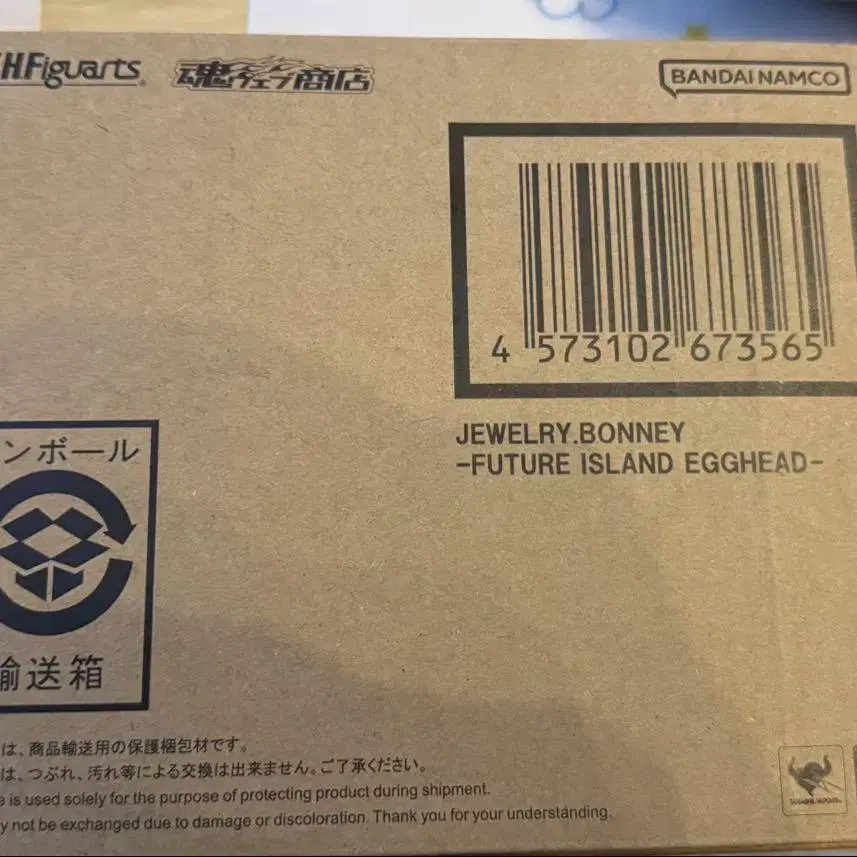 H.Figuarts
魂ウェブ商店
BANDAI NAMCO
4 573102 673565
JEWELRY.BONNEY
-FUTURE ISLAND EGGHEAD-
ンボール
輸送箱
は、商品輸送用の保護梱包材です。
は、つぶれ、汚れ等による交換は出来ません。ご了承ください。
e is used solely for the purpose of protecting product during shipment.
y not be exchanged due to damage or discoloration. Thank you for your understanding.